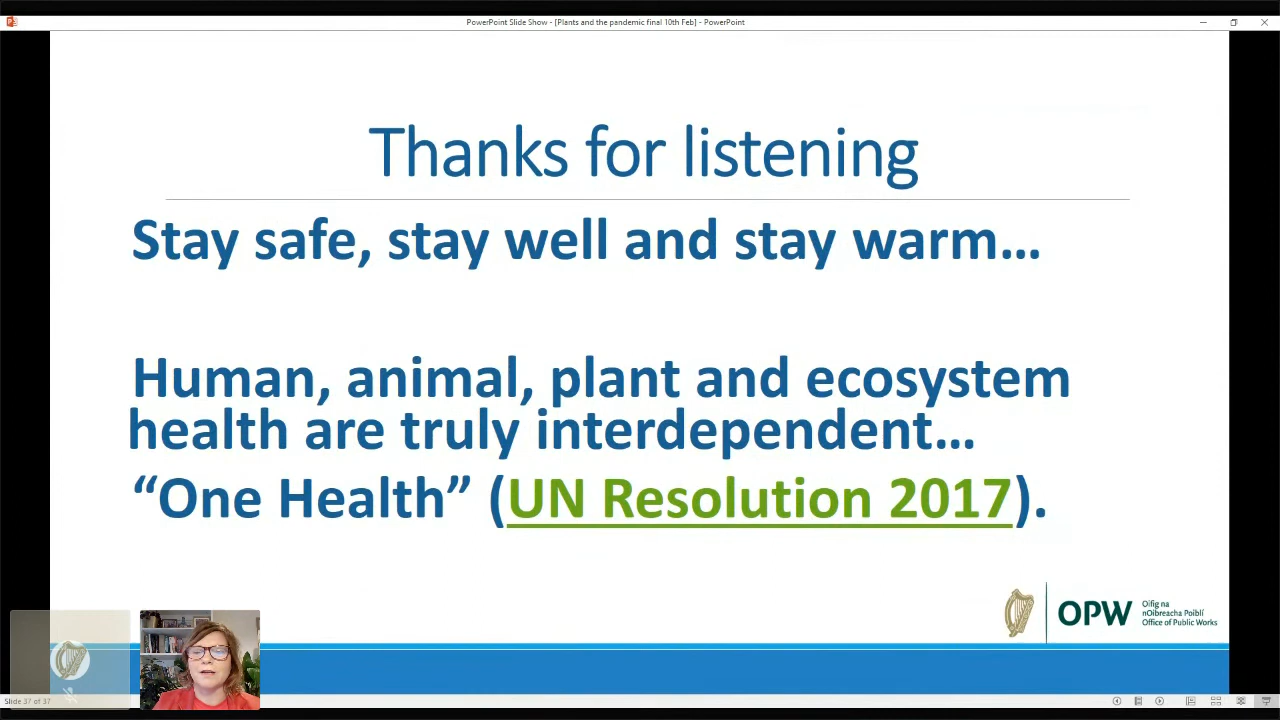 PowerPoint Slide Show - [Plants and the pandemic final 10th Feb] - PowerPoint
Thanks for listening
Stay safe, stay well and stay warm…
Human, animal, plant and ecosystem
health are truly interdependent…
“One Health” (UN Resolution 2017).
OPW
Oifig na
nOibreacha Poiblí
Office of Public Works
Slide 37 of 37